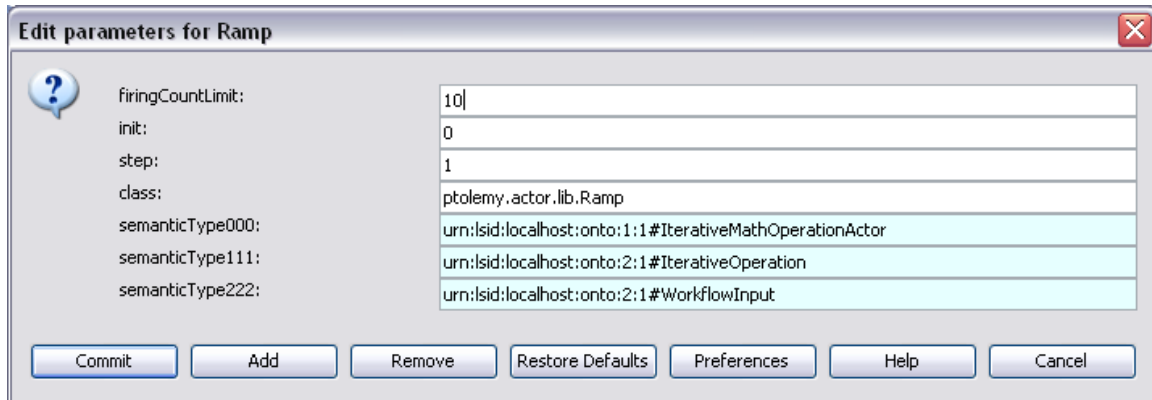 Edit parameters for Ramp
firingCountLimit: 10
init: 0
step: 1
class: ptolemy.actor.lib.Ramp
semanticType000: urn:lsid:localhost:onto:1:1#IterativeMathOperationActor
semanticType111: urn:lsid:localhost:onto:2:1#IterativeOperation
semanticType222: urn:lsid:localhost:onto:2:1#WorkflowInput
Commit Add Remove Restore Defaults Preferences Help Cancel